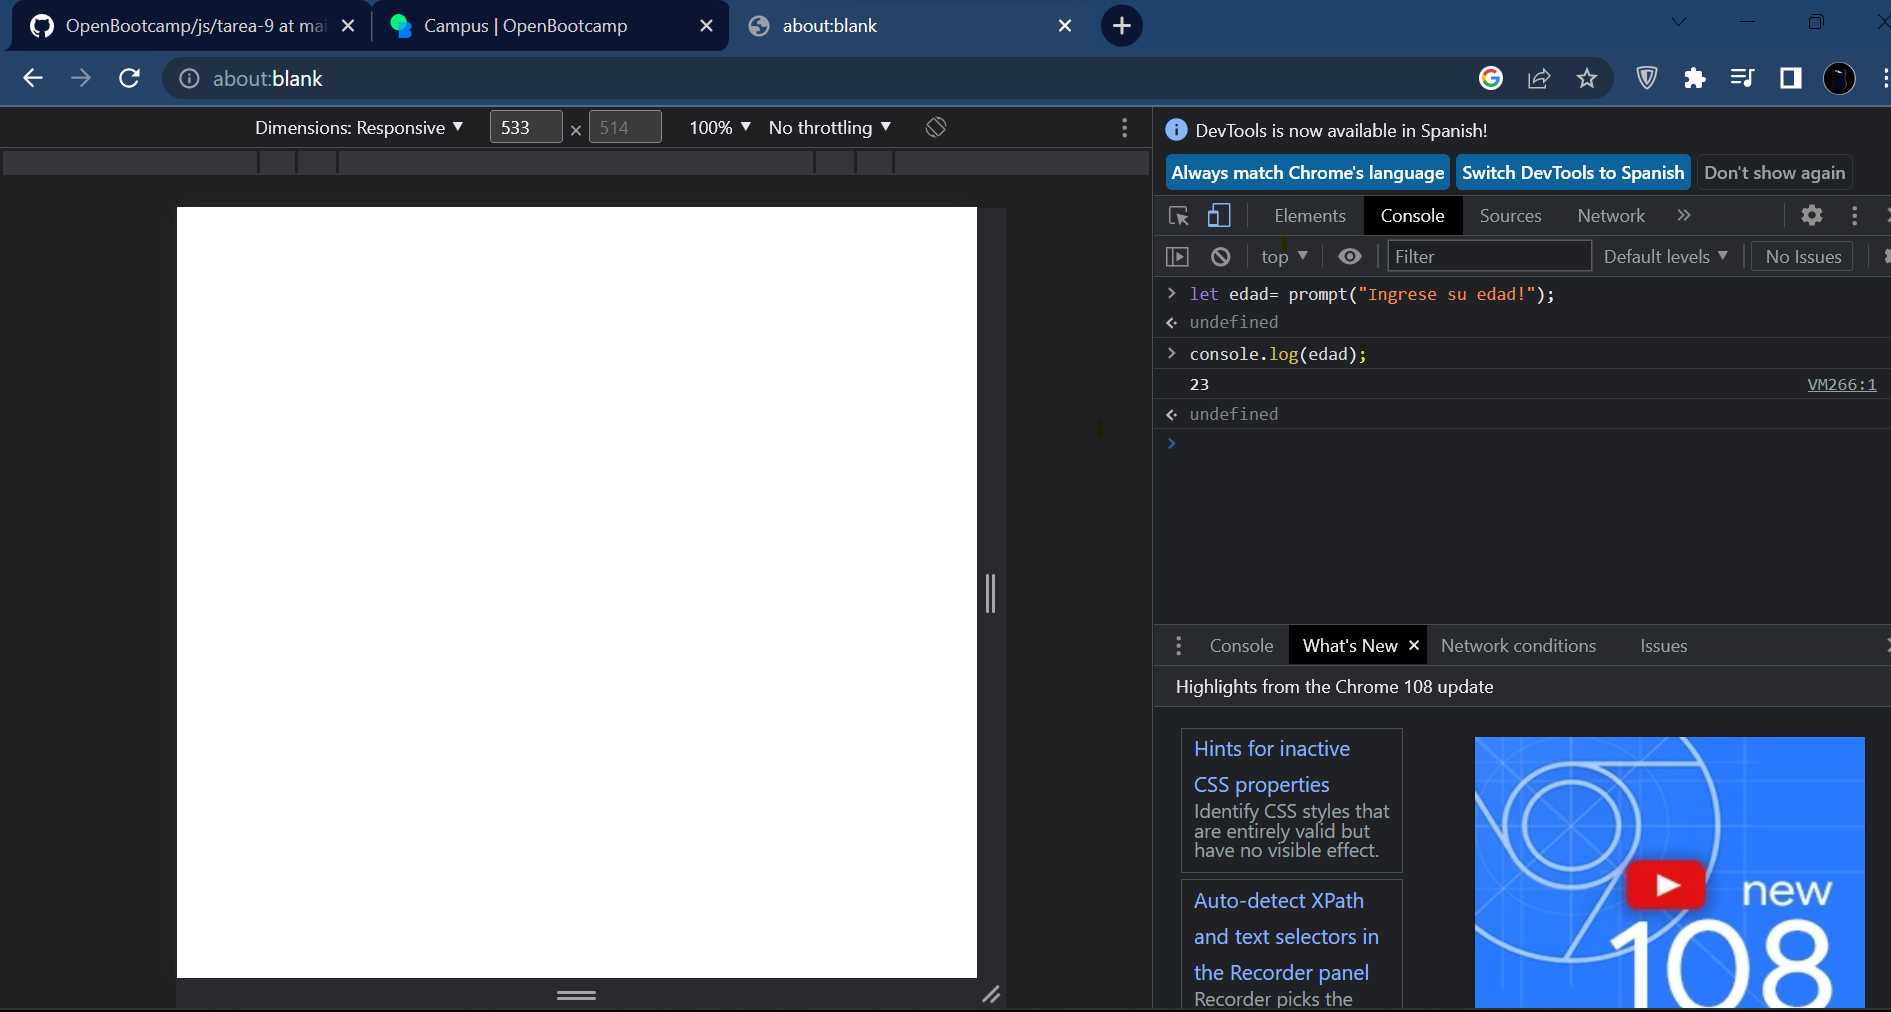 OpenBootcamp/js/tarea-9 at mai
Campus | OpenBootcamp
about:blank
about:blank
Dimensions: Responsive ▼ 533 × 514 100% ▼ No throttling ▼
DevTools is now available in Spanish!
Always match Chrome's language Switch DevTools to Spanish Don't show again
Elements Console Sources Network »
top ▼ Filter Default levels ▼ No Issues
> let edad= prompt("Ingrese su edad!");
undefined
> console.log(edad);
23 VM266:1
undefined
>
Console What's New × Network conditions Issues
Highlights from the Chrome 108 update
Hints for inactive
CSS properties
Identify CSS styles that
are entirely valid but
have no visible effect.
Auto-detect XPath
and text selectors in
the Recorder panel
Recorder picks the
new
108